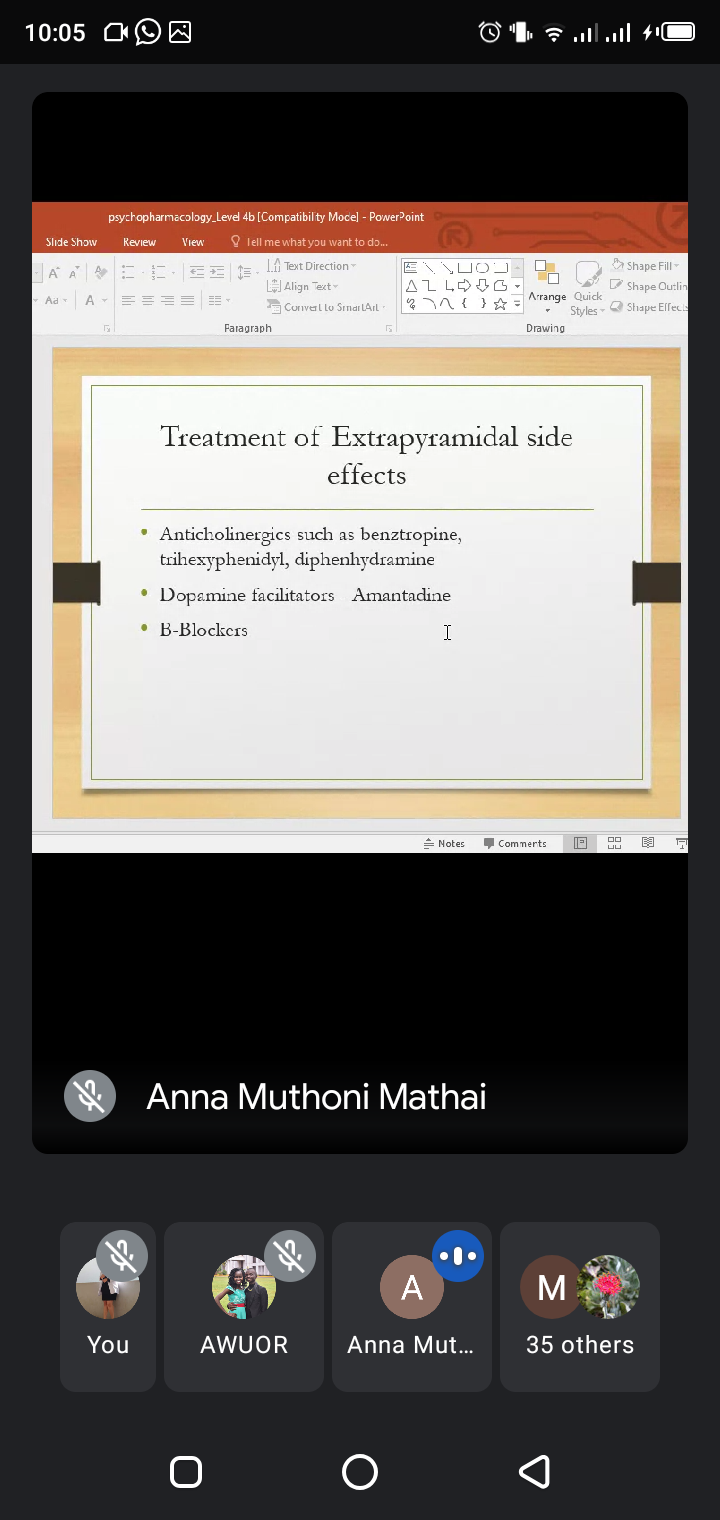 10:05
psychopharmacology_Level 4b [Compatibility Mode] - PowerPoint
Slide Show Review View Tell me what you want to do...
A A Text Direction
Aa A Align Text
Convert to SmartArt
Arrange Quick Styles
Shape Fill
Shape Outlin
Shape Effects
Paragraph Drawing
Treatment of Extrapyramidal side
effects
• Anticholinergics such as benztropine,
trihexyphenidyl, diphenhydramine
• Dopamine facilitators Amantadine
• B-Blockers
Notes Comments
Anna Muthoni Mathai
A M
You AWUOR Anna Mut... 35 others